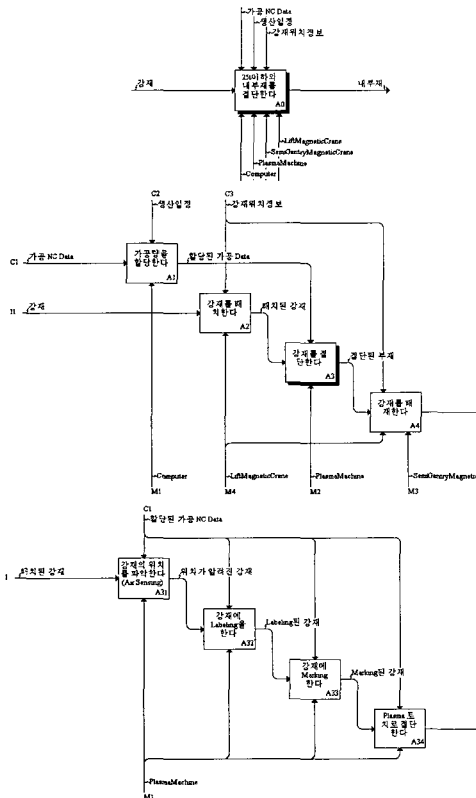 가공 NC Data
생산일정
강재위치정보
강재
25t이하의
내부재를
절단한다
A0
내부재
LiftMagneticCrane
SemiGantryMagneticCrane
PlasmaMachine
Computer
C2
생산일정
C3
강재위치정보
C1
가공 NC Data
가공량을
할당한다
A1
할당된 가공 Data
I1
강재
강재를 배
치한다
A2
배치된 강재
강재를 절
단한다
A3
절단된 부재
강재를 배
재한다
A4
Computer
M1
LiftMagneticCrane
M4
PlasmaMachine
M2
SemiGantryMagnetic
M3
C1
할당된 가공 NC Data
I
배치된 강재
강재의 위치
를 파악한다
(Air Sensing)
A31
위치가 알려진 강재
강재에
Labeling을
한다
A32
Labeling된 강재
강재에
Marking
한다
A33
Marking된 강재
Plasma 토
치로 절단
한다
A34
PlasmaMachine